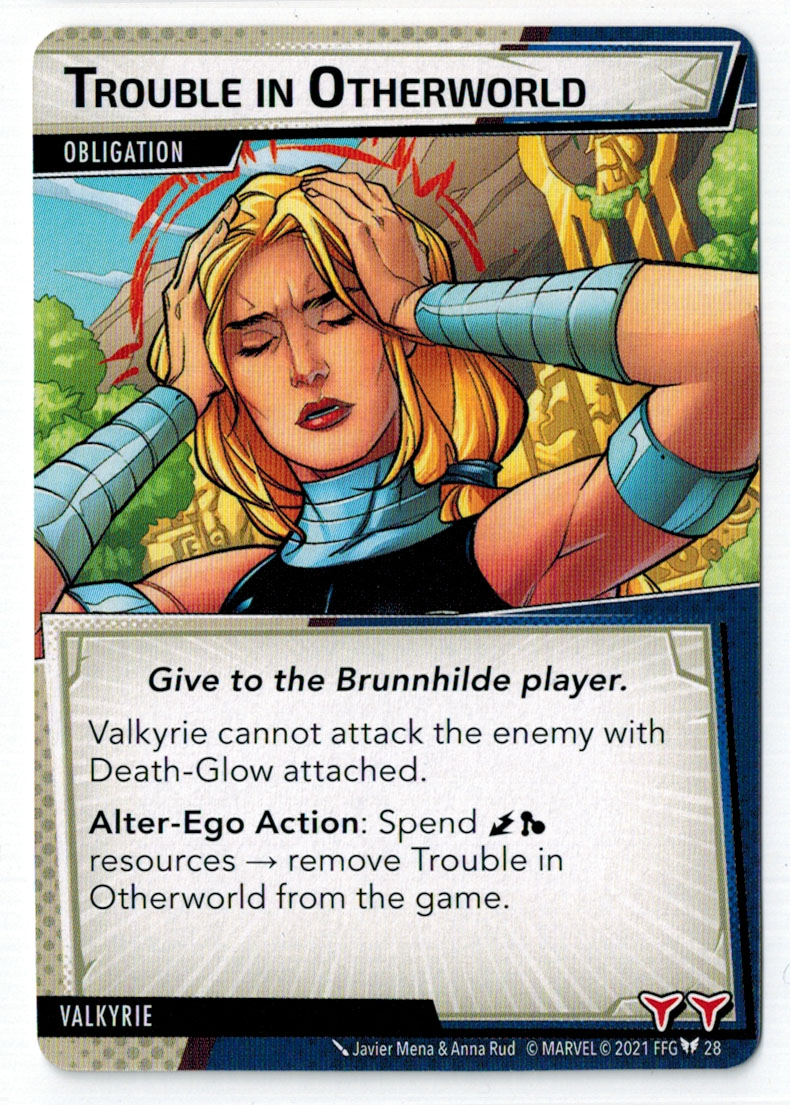 Trouble in Otherworld
OBLIGATION
Give to the Brunnhilde player.
Valkyrie cannot attack the enemy with
Death-Glow attached.
Alter-Ego Action: Spend
resources → remove Trouble in
Otherworld from the game.
VALKYRIE
Javier Mena & Anna Rud © MARVEL © 2021 FFG 28